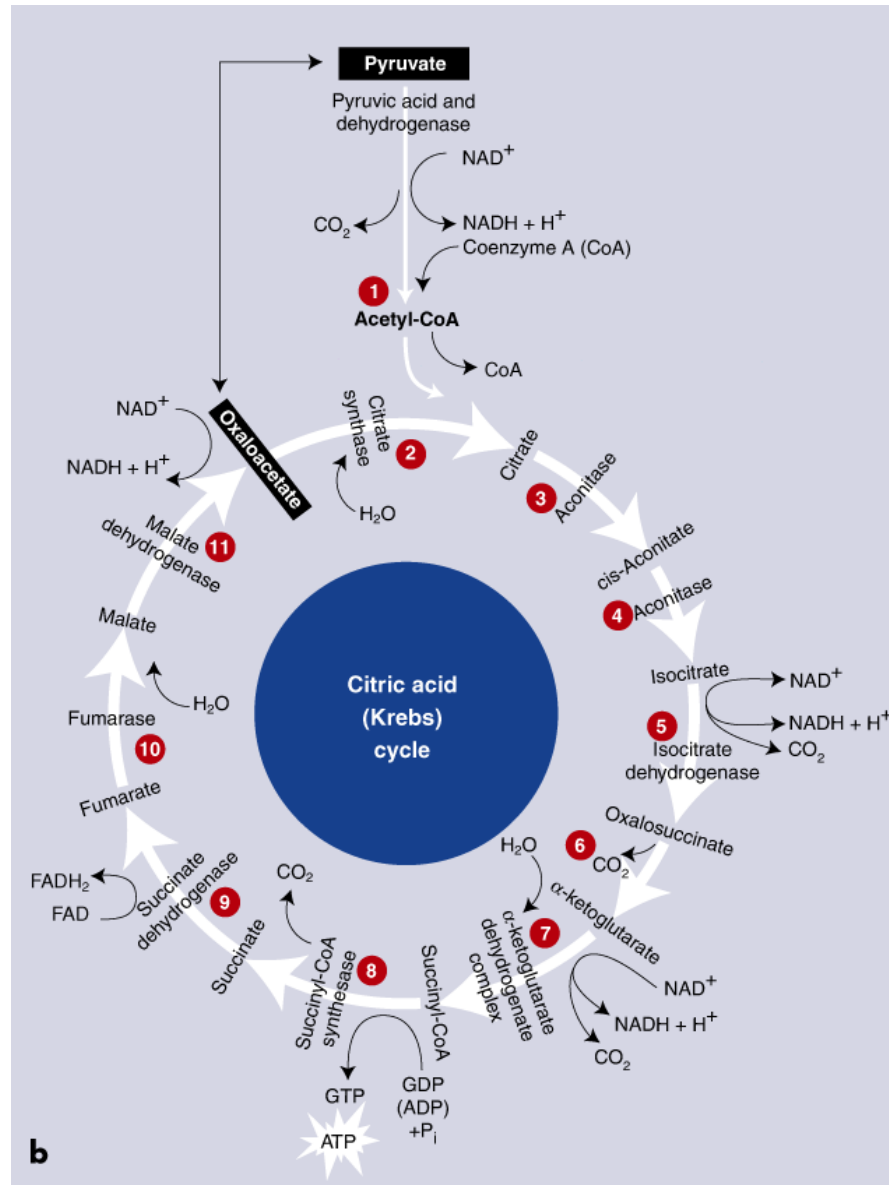 Pyruvate
Pyruvic acid and
dehydrogenase
NAD+
CO2
NADH + H+
Coenzyme A (CoA)
1
Acetyl-CoA
CoA
NAD+
NADH + H+
Oxaloacetate
Citrate
synthase
2
H2O
Citrate
3
Aconitase
cis-Aconitate
4
Aconitase
Isocitrate
NAD+
NADH + H+
CO2
5
Isocitrate
dehydrogenase
Oxalosuccinate
6
CO2
α-ketoglutarate
H2O
7
α-ketoglutarate
dehydrogenate
complex
NAD+
NADH + H+
CO2
Succinyl-CoA
8
Succinyl-CoA
synthesase
CO2
GTP
ATP
GDP
(ADP)
+Pi
Succinate
9
Succinate
dehydrogenase
FADH2
FAD
Fumarate
10
Fumarase
H2O
Malate
11
Malate
dehydrogenase
Citric acid
(Krebs)
cycle
b